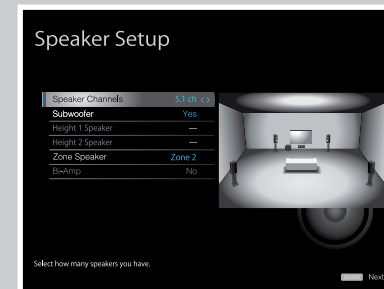 Speaker Setup
Speaker Channels 5.1 ch <>
Subwoofer Yes
Height 1 Speaker —
Height 2 Speaker —
Zone Speaker Zone 2
Bi-Amp No
Select how many speakers you have.
Next